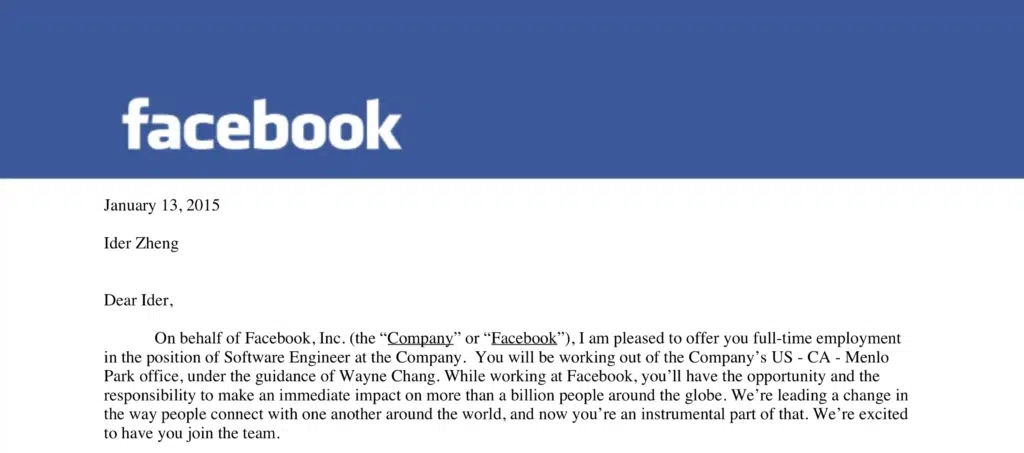 facebook
January 13, 2015
Ider Zheng
Dear Ider,
On behalf of Facebook, Inc. (the “Company” or “Facebook”), I am pleased to offer you full-time employment
in the position of Software Engineer at the Company.  You will be working out of the Company’s US - CA - Menlo
Park office, under the guidance of Wayne Chang. While working at Facebook, you’ll have the opportunity and the
responsibility to make an immediate impact on more than a billion people around the globe. We’re leading a change in
the way people connect with one another around the world, and now you’re an instrumental part of that. We’re excited
to have you join the team.